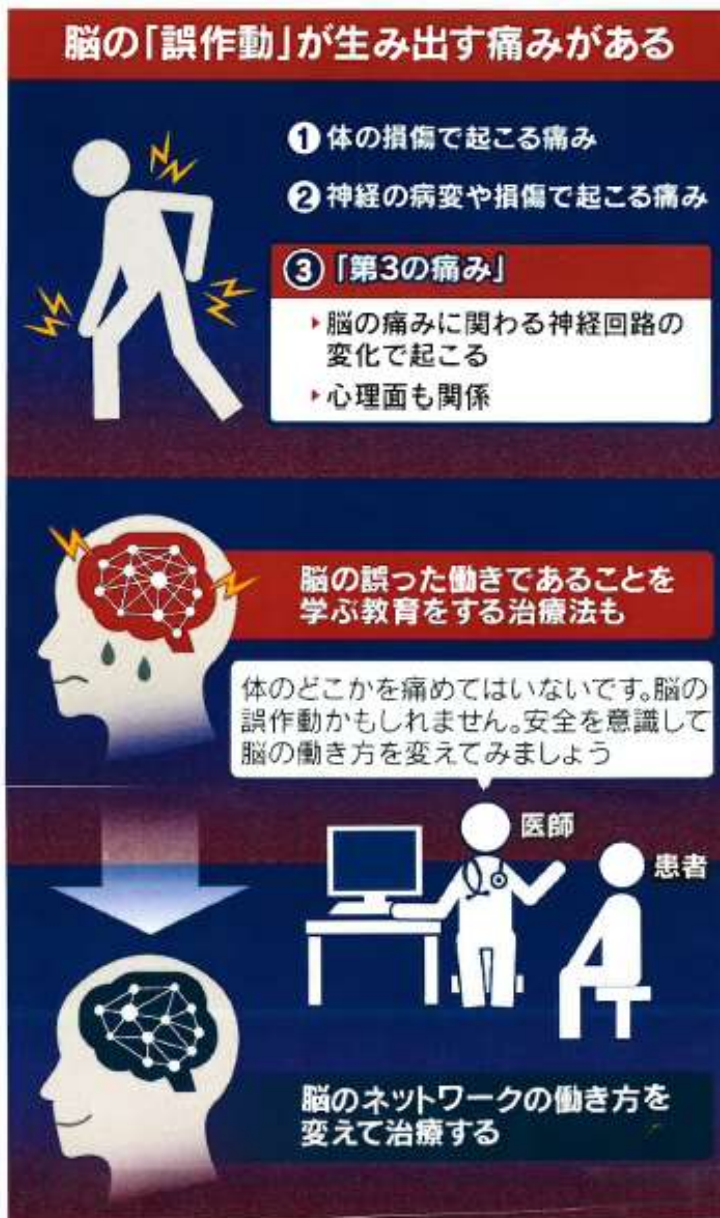 脳の「誤作動」が生み出す痛みがある
❶体の損傷で起こる痛み
❷神経の病変や損傷で起こる痛み
③「第3の痛み」
▸脳の痛みに関わる神経回路の
変化で起こる
▸心理面も関係
脳の誤った働きであることを
学ぶ教育をする治療法も
体のどこかを痛めてはいないです。脳の
誤作動かもしれません。安全を意識して
脳の働き方を変えてみましょう
医師
患者
脳のネットワークの働き方を
変えて治療する